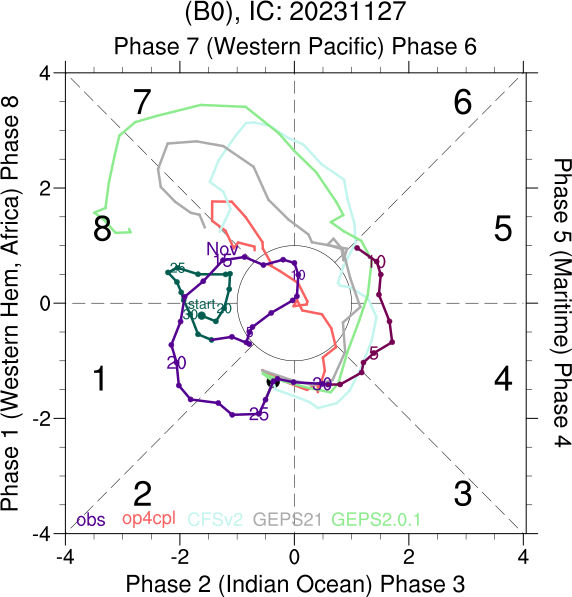 (B0), IC: 20231127
Phase 7 (Western Pacific) Phase 6
4
7
6
Phase 1 (Western Hem, Africa) Phase 8
2
8
5
Phase 5 (Maritime) Phase 4
Nov
15
25
10
10
start
20
30
0
5
5
20
1
4
30
25
-2
2
3
obs
op4cpl
CFSv2
GEPS21
GEPS2.0.1
-4
-4
-2
0
2
4
Phase 2 (Indian Ocean) Phase 3